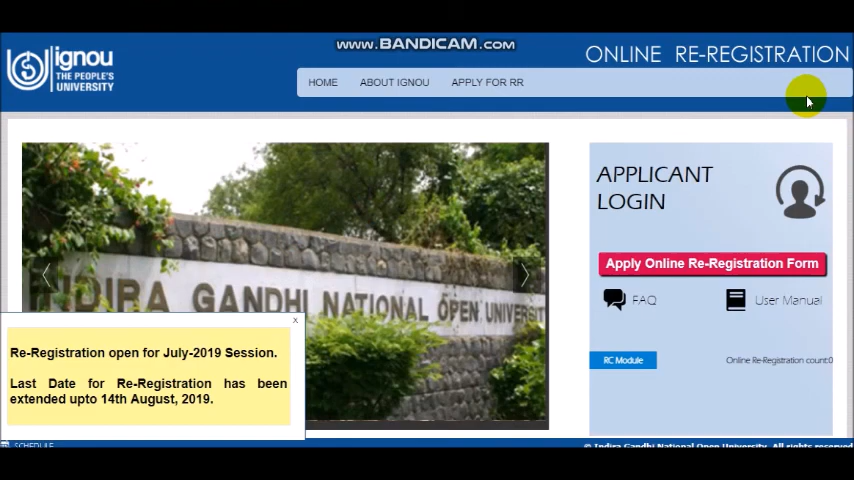 www.BANDICAM.com
ignou
THE PEOPLE'S
UNIVERSITY
ONLINE RE-REGISTRATION
HOME ABOUT IGNOU APPLY FOR RR
INDIRA GANDHI NATIONAL OPEN UNIVERSIT
APPLICANT
LOGIN
Apply Online Re-Registration Form
FAQ
User Manual
RC Module
Online Re-Registration count:0
x
Re-Registration open for July-2019 Session.
Last Date for Re-Registration has been
extended upto 14th August, 2019.
SCHEDULE
© Indira Gandhi National Open University. All rights reserved